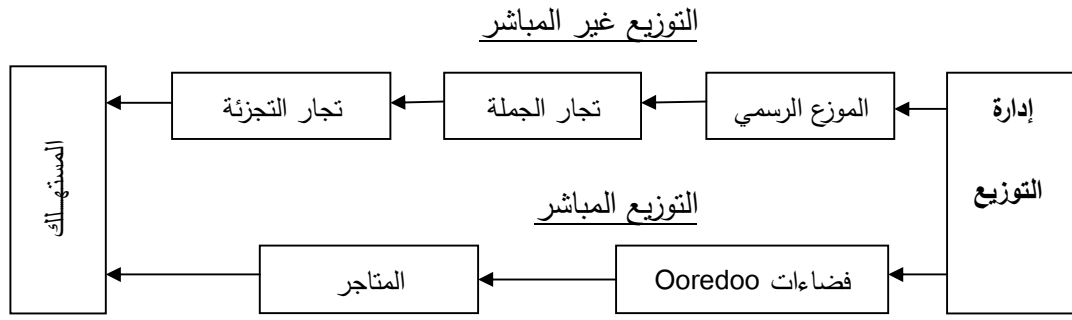 التوزيع غير المباشر
إدارة
التوزيع
الموزع الرسمي
تجار الجملة
تجار التجزئة
المستهلك
التوزيع المباشر
فضاءات Ooredoo
المتاجر